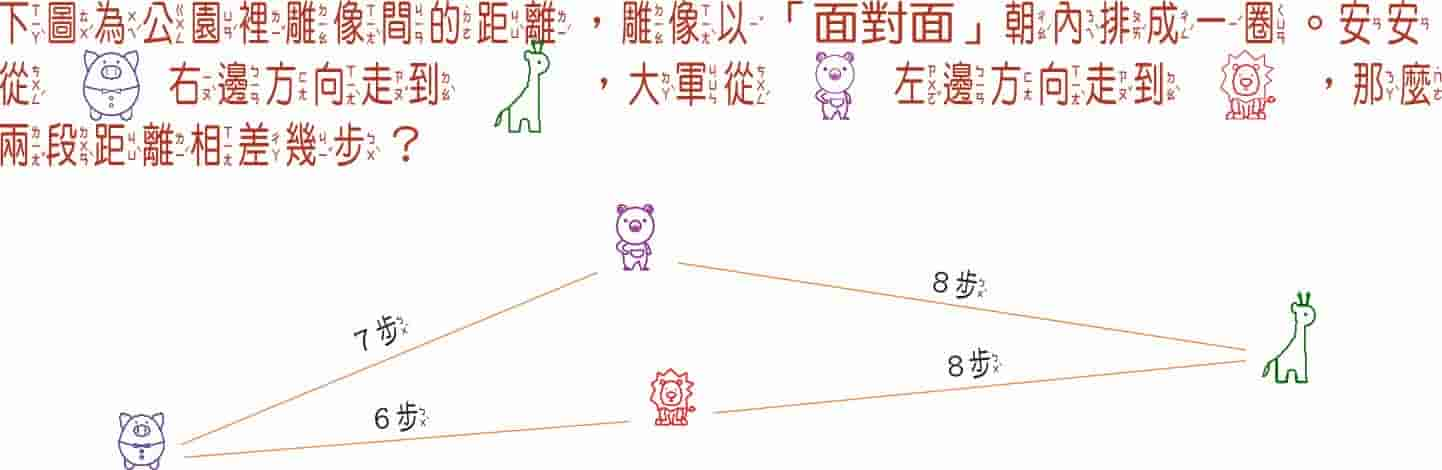 下圖為公園裡雕像間的距離，雕像以「面對面」朝內排成一圈。安安
從 右邊方向走到 ，大軍從 左邊方向走到 ，那麼
兩段距離相差幾步？
8步
7步
8步
6步